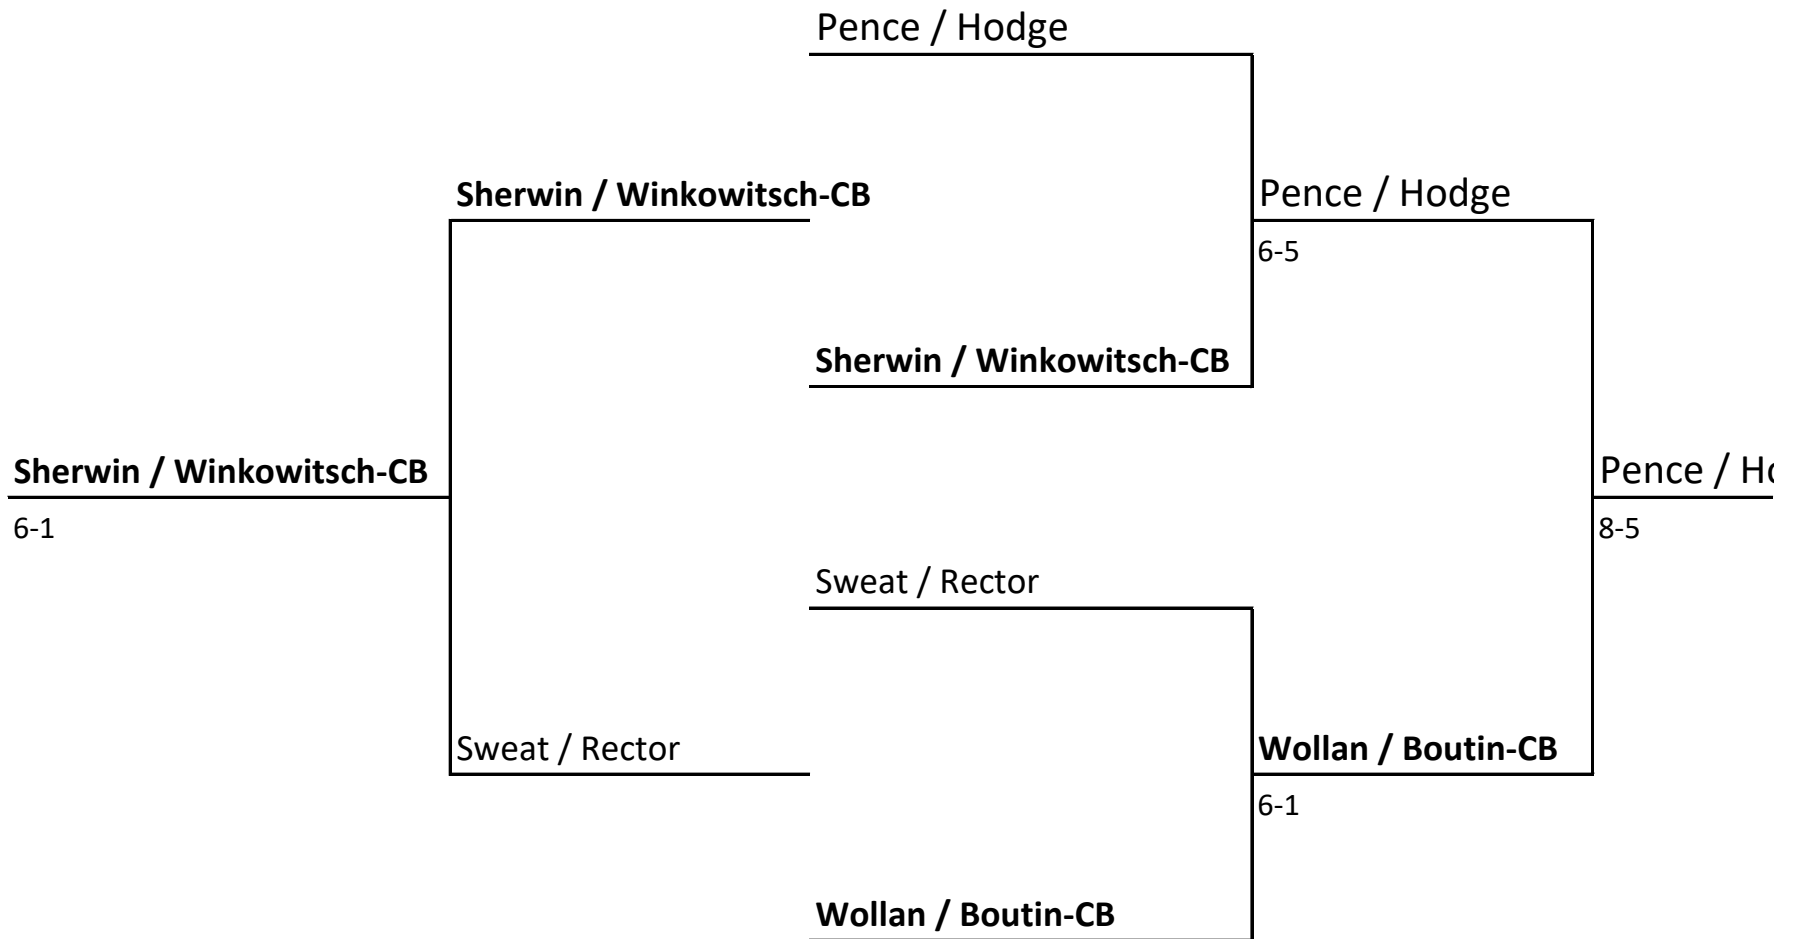 Pence / Hodge
Sherwin / Winkowitsch-CB
Pence / Hodge
6-5
Sherwin / Winkowitsch-CB
Sherwin / Winkowitsch-CB
6-1
Pence /
8-5
Sweat / Rector
Sweat / Rector
Wollan / Boutin-CB
6-1
Wollan / Boutin-CB